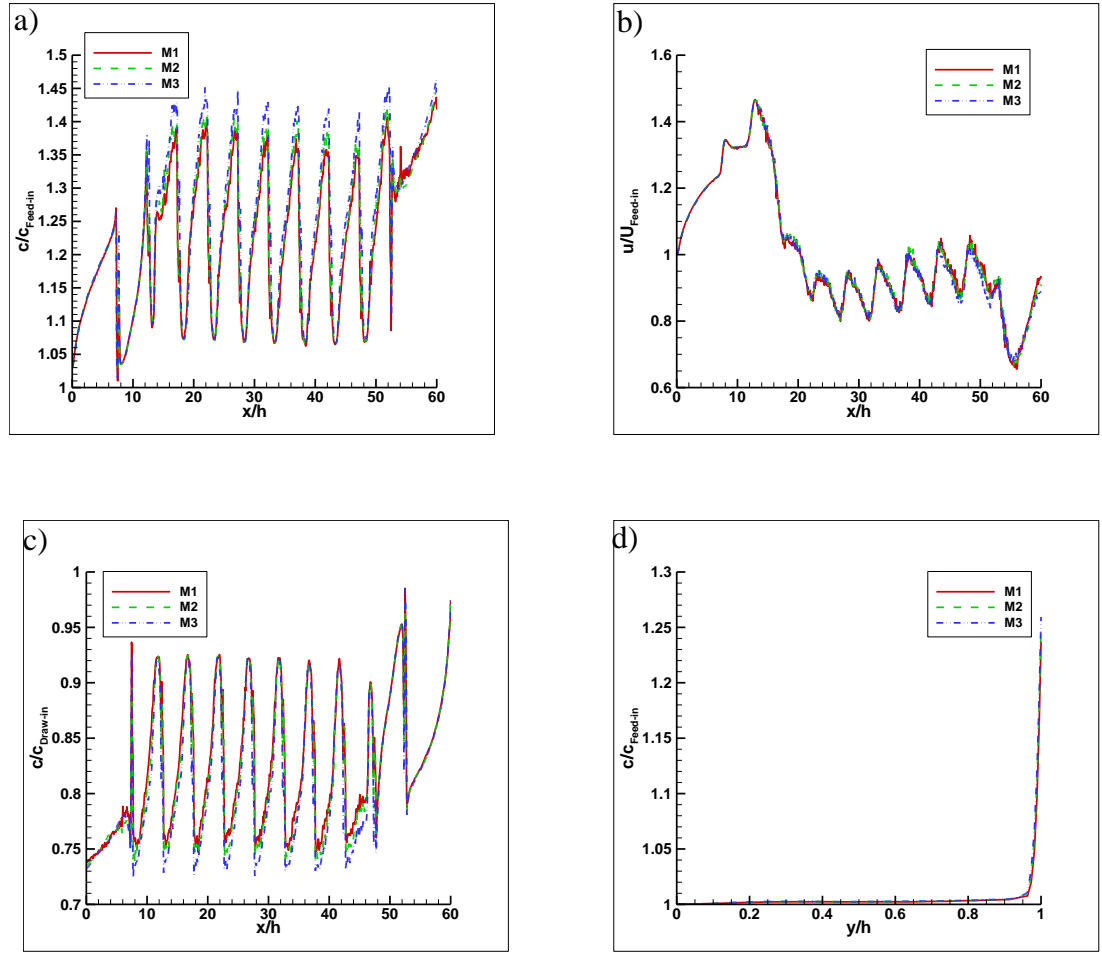 a)
M1
M2
M3
1.5
1.45
1.4
1.35
1.3
1.25
1.2
1.15
1.1
1.05
1
c/cFeed-in
0 10 20 30 40 50 60
x/h
b)
M1
M2
M3
1.6
1.4
1.2
1
0.8
0.6
u/UFeed-in
0 10 20 30 40 50 60
x/h
c)
M1
M2
M3
1
0.95
0.9
0.85
0.8
0.75
0.7
c/cDraw-in
0 10 20 30 40 50 60
x/h
d)
M1
M2
M3
1.3
1.25
1.2
1.15
1.1
1.05
1
c/cFeed-in
0 0.2 0.4 0.6 0.8 1
y/h